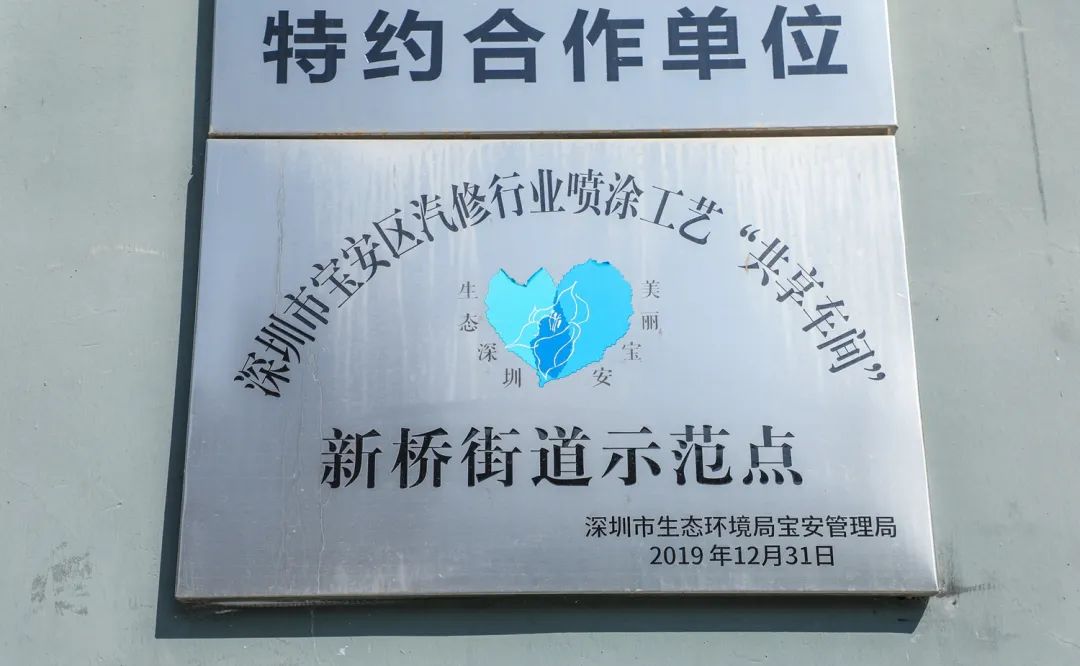 特约合作单位
深圳市宝安区汽修行业喷涂工艺“共享车间”
生态深圳
美丽宝安
新桥街道示范点
深圳市生态环境局宝安管理局
2019年12月31日